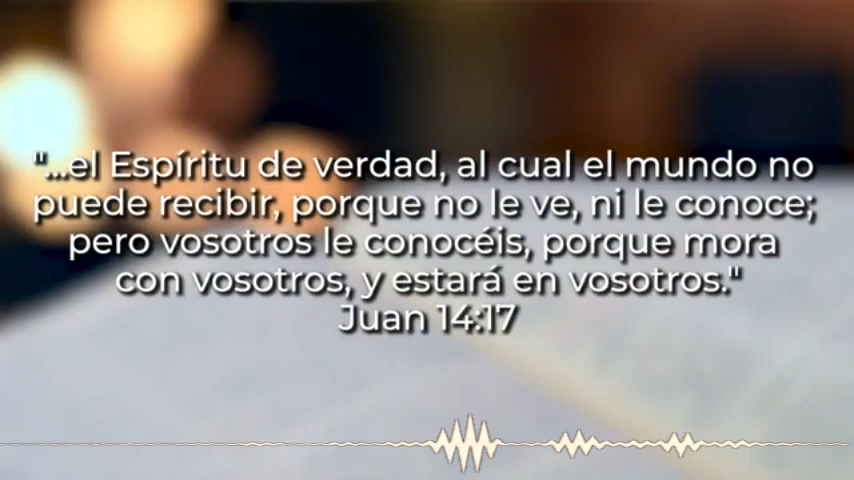 "...el Espíritu de verdad, al cual el mundo no
puede recibir, porque no le ve, ni le conoce;
pero vosotros le conocéis, porque mora
con vosotros, y estará en vosotros."
Juan 14:17